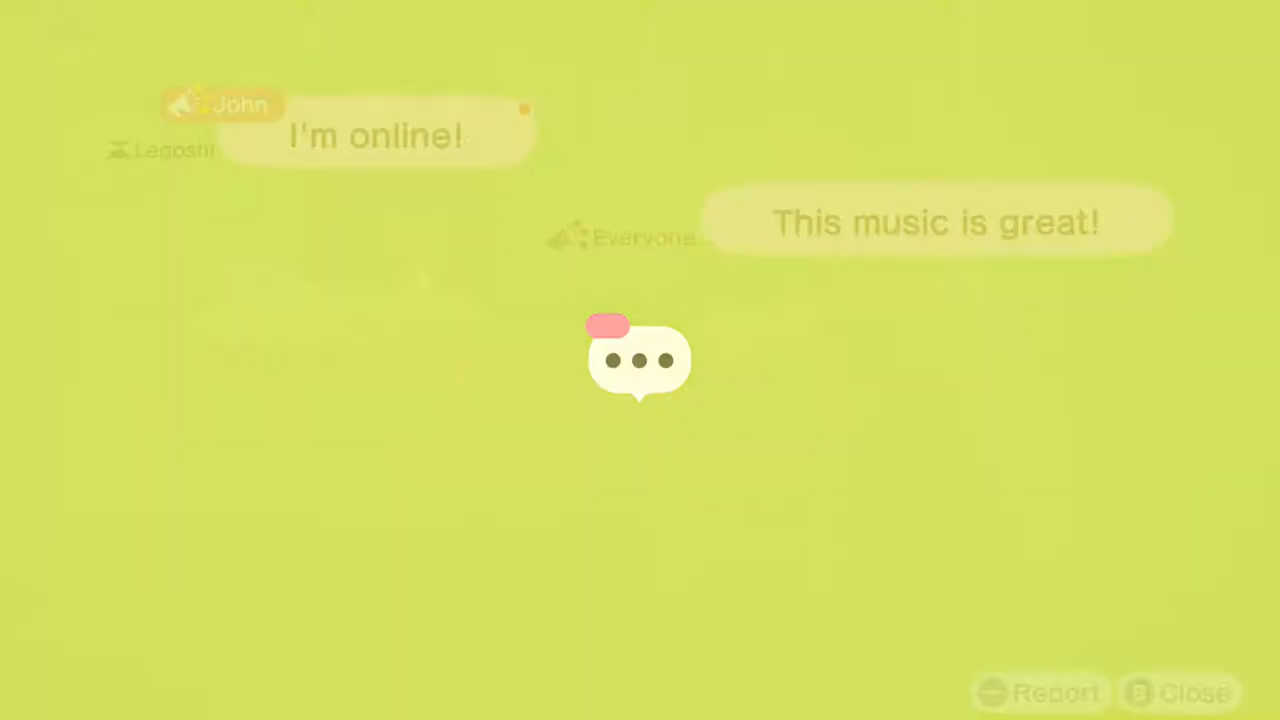 John
I'm online!
Legoshi
This music is great!
Everyone
Report
Close